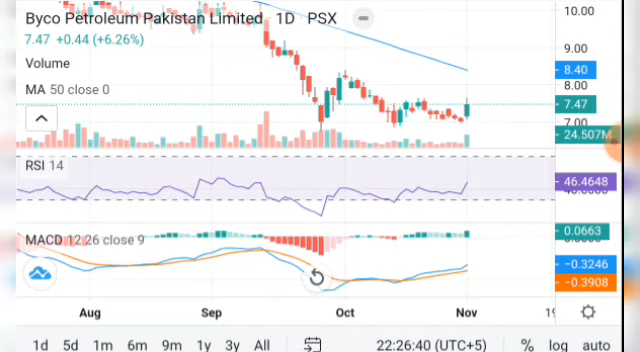 Byco Petroleum Pakistan Limited 1D PSX
7.47 +0.44 (+6.26%)
Volume
MA 50 close 0
10.00
9.00
8.40
8.00
7.47
7.00
24.507M
RSI 14
46.4648
MACD 12 26 close 9
0.0663
−0.3246
−0.3908
Aug Sep Oct Nov 19
1d 5d 1m 6m 9m 1y 3y All 22:26:40 (UTC+5) % log auto